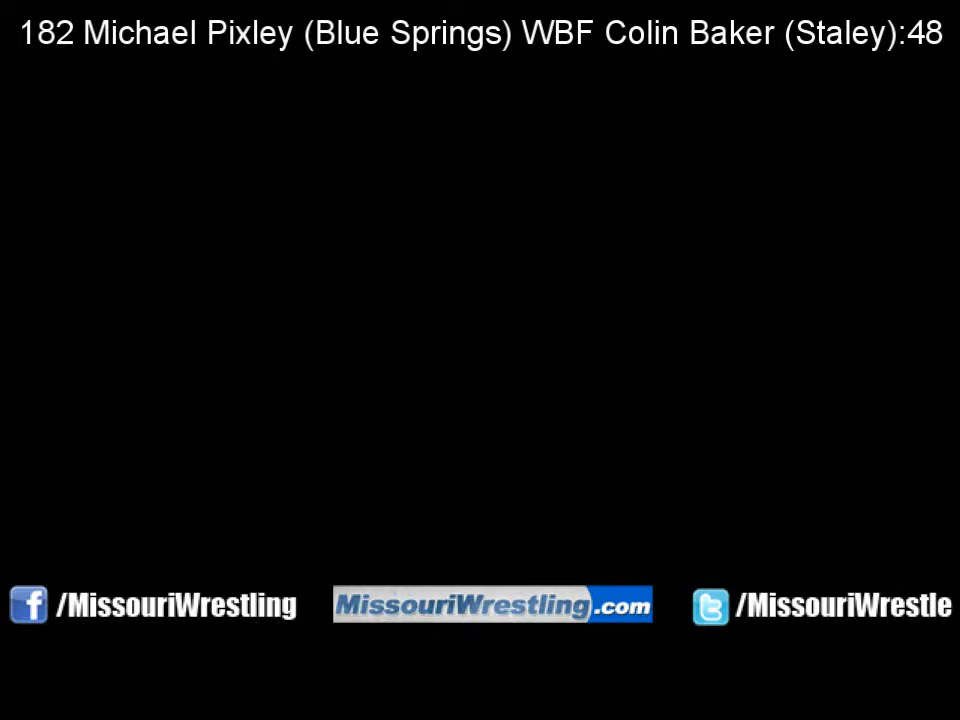 182 Michael Pixley (Blue Springs) WBF Colin Baker (Staley):48
f /MissouriWrestling MissouriWrestling.com t /MissouriWrestle